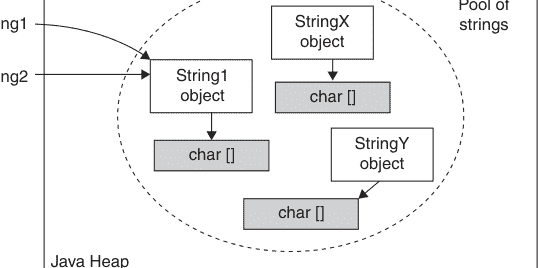 Pool of
strings
ng1
ng2
StringX
object
String1
object
char []
char []
StringY
object
char []
Java Heap